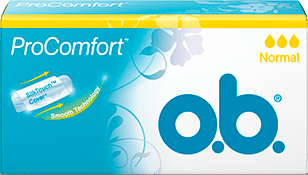 ProComfort™
Normal
SilkTouch™
Cover
Smooth Technology
o.b.®